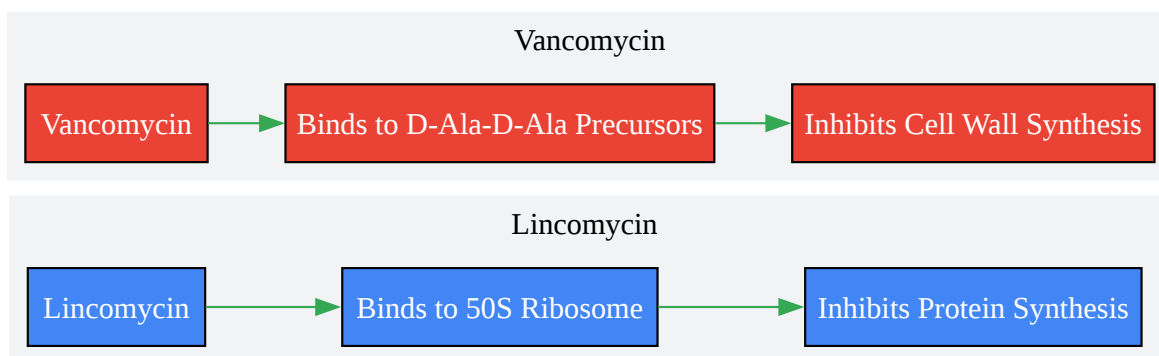 Vancomycin
Vancomycin
Binds to D-Ala-D-Ala Precursors
Inhibits Cell Wall Synthesis
Lincomycin
Lincomycin
Binds to 50S Ribosome
Inhibits Protein Synthesis